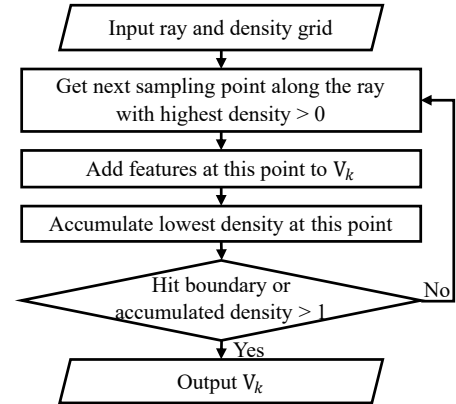 Input ray and density grid
Get next sampling point along the ray
with highest density > 0
Add features at this point to V_k
Accumulate lowest density at this point
Hit boundary or
accumulated density > 1
No
Yes
Output V_k